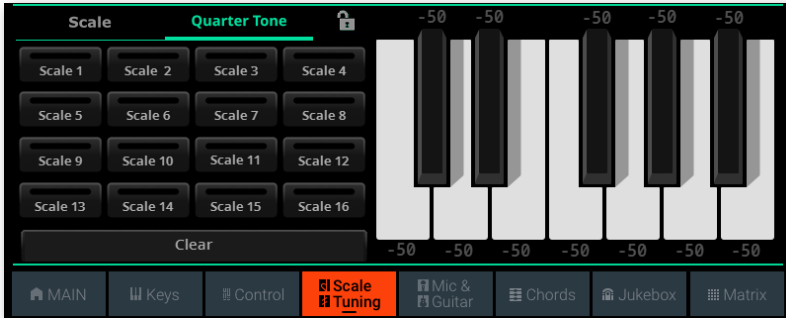 Scale Quarter Tone -50 -50 -50 -50 -50
Scale 1 Scale 2 Scale 3 Scale 4
Scale 5 Scale 6 Scale 7 Scale 8
Scale 9 Scale 10 Scale 11 Scale 12
Scale 13 Scale 14 Scale 15 Scale 16
Clear
-50 -50 -50 -50 -50 -50 -50
MAIN Keys Control Scale Tuning Mic & Guitar Chords Jukebox Matrix